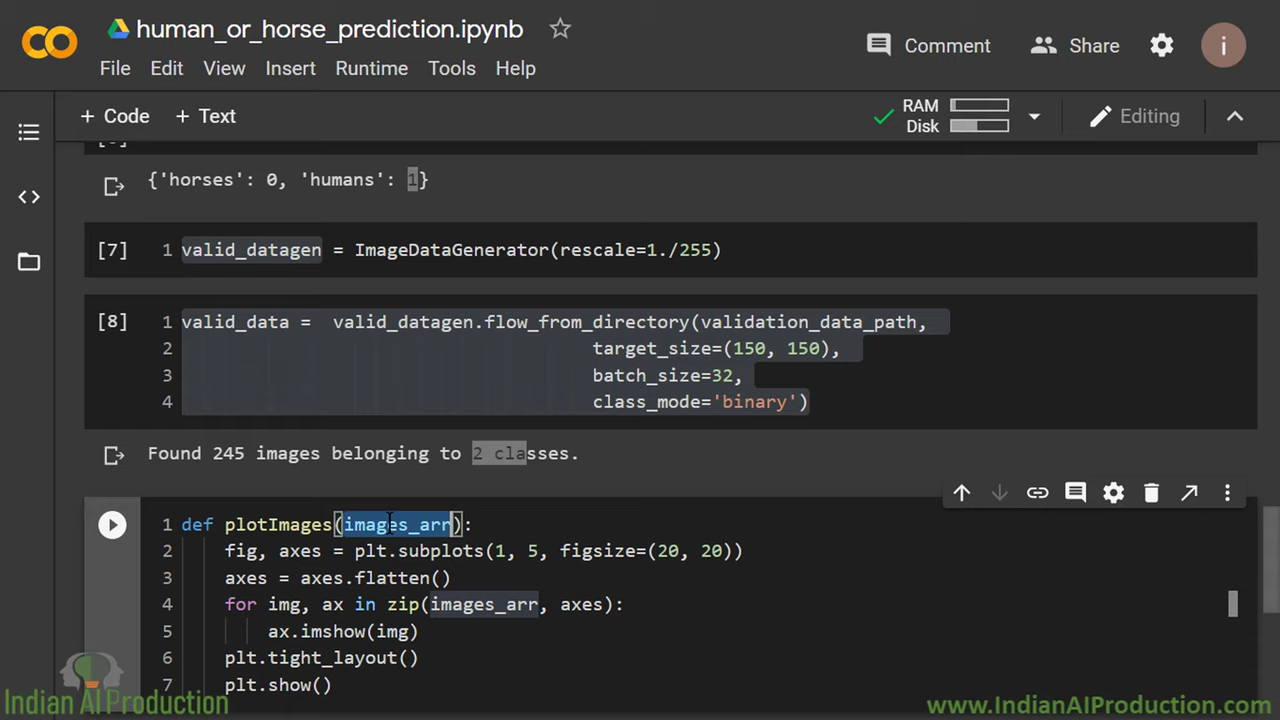 human_or_horse_prediction.ipynb
Comment
Share
i
File Edit View Insert Runtime Tools Help
+ Code + Text
RAM
Disk
Editing
{'horses': 0, 'humans': 1}
[7] 1 valid_datagen = ImageDataGenerator(rescale=1./255)
[8] 1 valid_data = valid_datagen.flow_from_directory(validation_data_path,
2 target_size=(150, 150),
3 batch_size=32,
4 class_mode='binary')
Found 245 images belonging to 2 classes.
1 def plotImages(images_arr):
2 fig, axes = plt.subplots(1, 5, figsize=(20, 20))
3 axes = axes.flatten()
4 for img, ax in zip(images_arr, axes):
5 ax.imshow(img)
6 plt.tight_layout()
7 plt.show()
Indian AI Production
www.IndianAIProduction.com